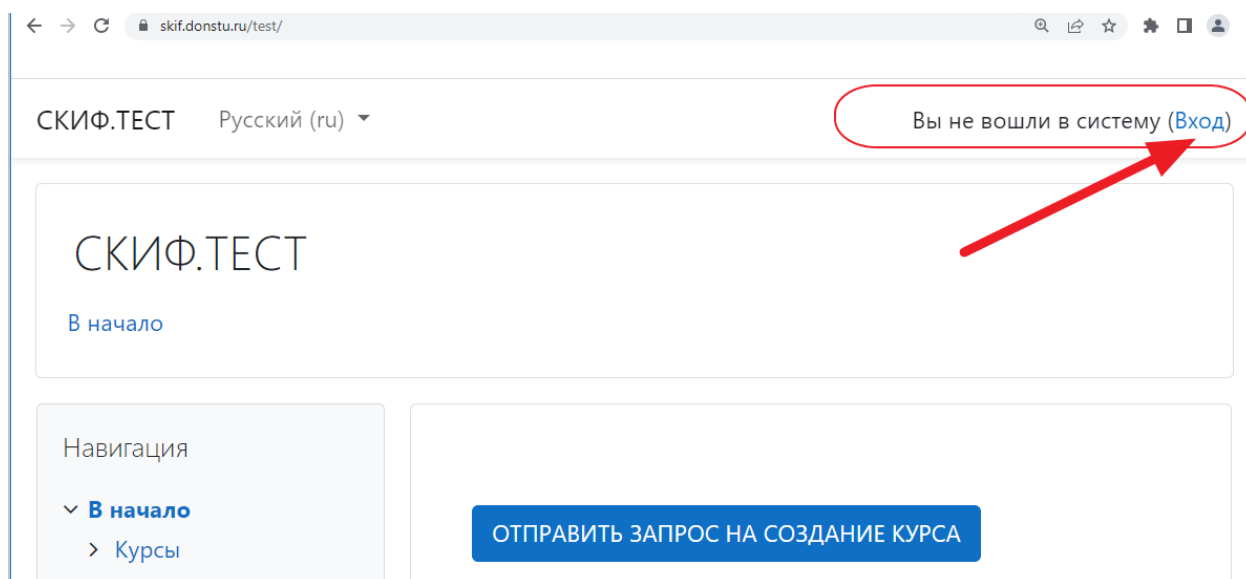 skif.donstu.ru/test/
СКИФ.ТЕСТ Русский (ru) Вы не вошли в систему (Вход)
СКИФ.ТЕСТ
В начало
Навигация
В начало
Курсы
ОТПРАВИТЬ ЗАПРОС НА СОЗДАНИЕ КУРСА